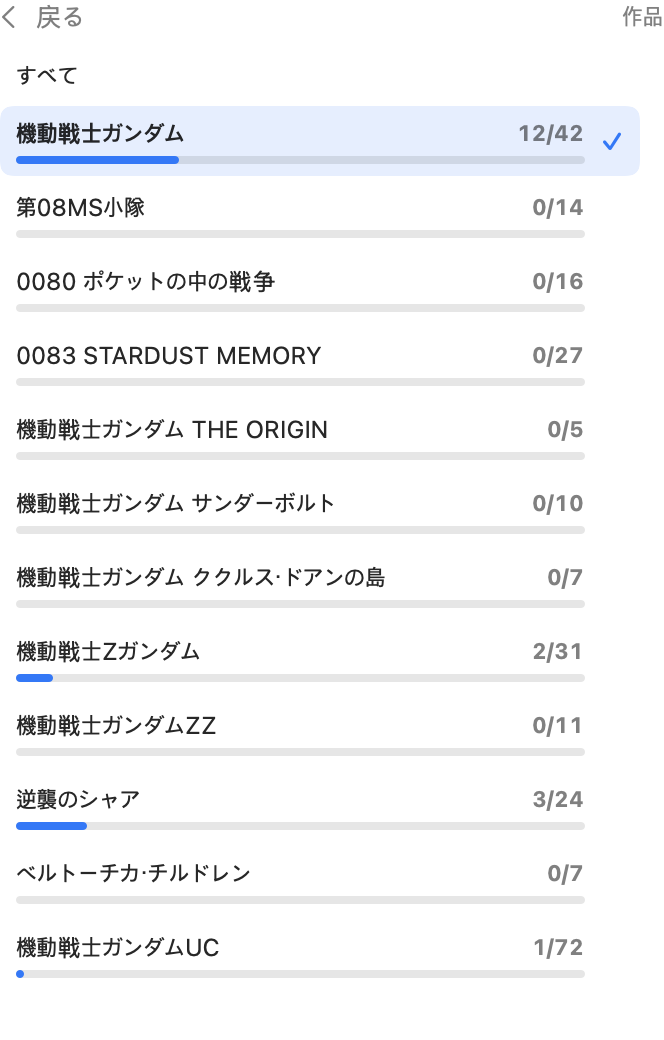 戻る 作品
すべて
機動戦士ガンダム 12/42
第08MS小隊 0/14
0080 ポケットの中の戦争 0/16
0083 STARDUST MEMORY 0/27
機動戦士ガンダム THE ORIGIN 0/5
機動戦士ガンダム サンダーボルト 0/10
機動戦士ガンダム ククルス·ドアンの島 0/7
機動戦士Zガンダム 2/31
機動戦士ガンダムZZ 0/11
逆襲のシャア 3/24
ベルトーチカ·チルドレン 0/7
機動戦士ガンダムUC 1/72